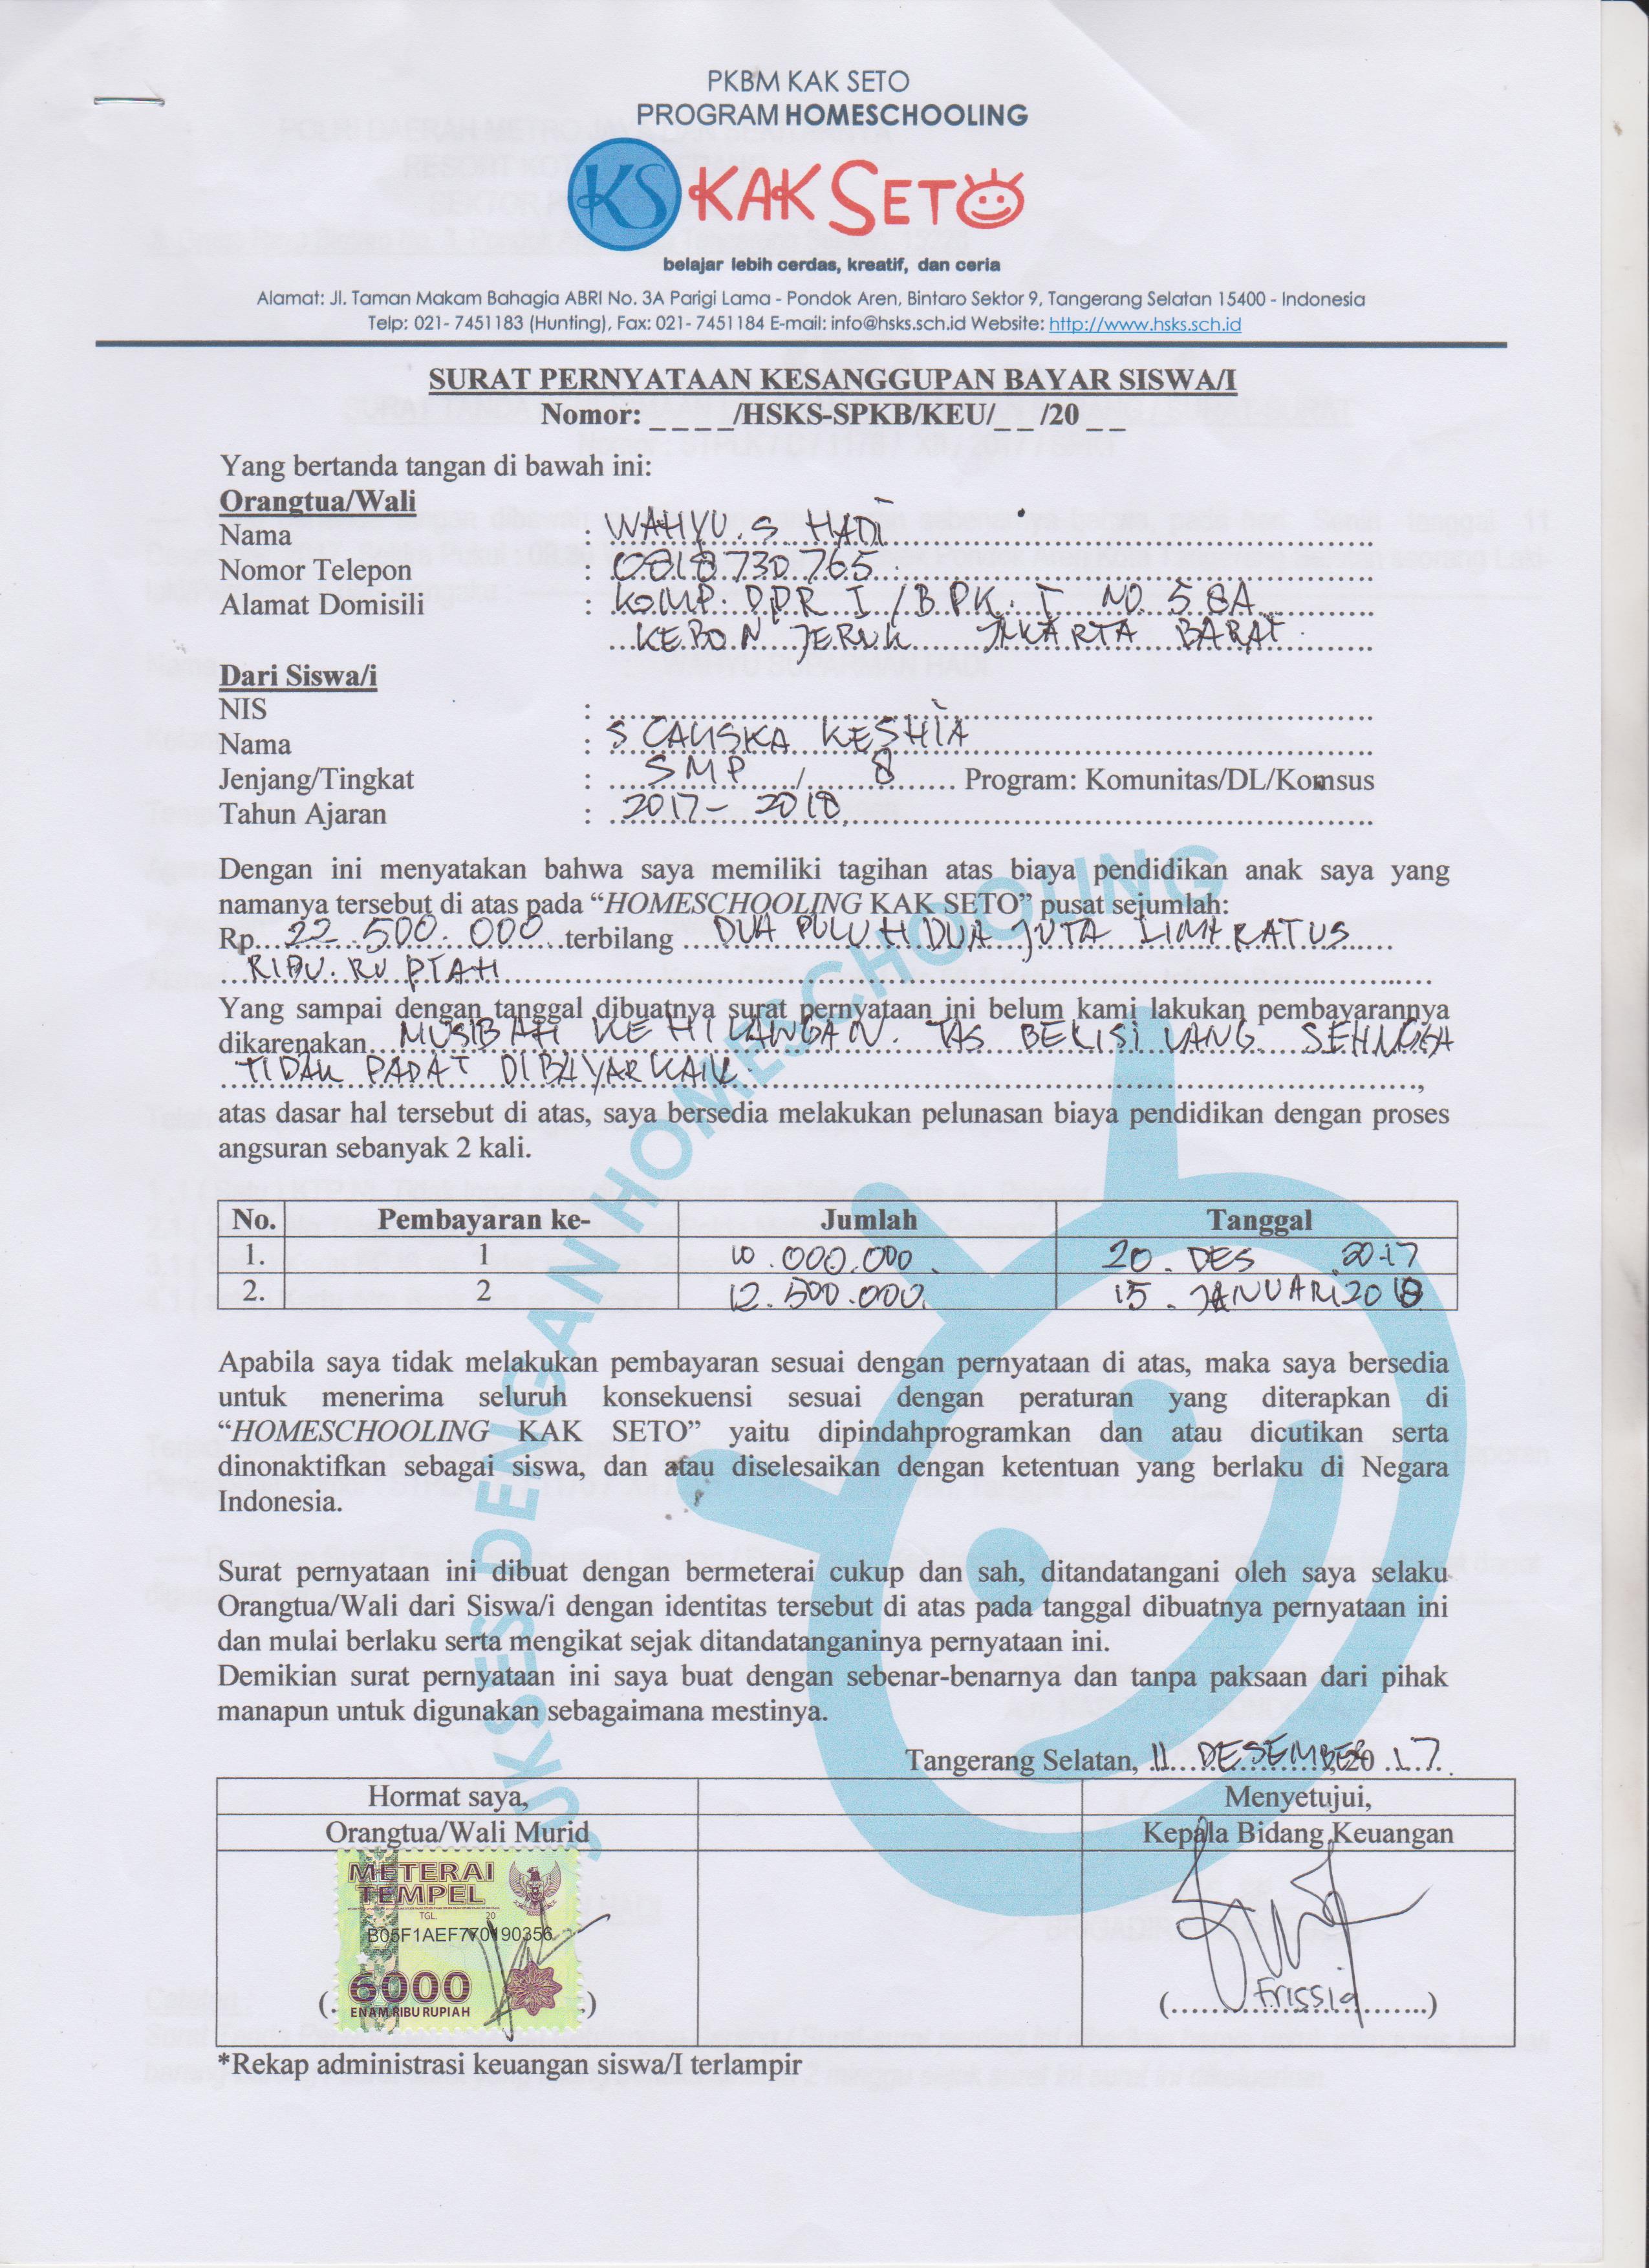 PKBM KAK SETO
PROGRAM HOMESCHOOLING
KS KAK SETO
belajar lebih cerdas, kreatif, dan ceria
Alamat: Jl. Taman Makam Bahagia ABRI No. 3A Parigi Lama - Pondok Aren, Bintaro Sektor 9, Tangerang Selatan 15400 - Indonesia
Telp: 021- 7451183 (Hunting), Fax: 021- 7451184 E-mail: info@hsks.sch.id Website: http://www.hsks.sch.id
SURAT PERNYATAAN KESANGGUPAN BAYAR SISWA/I
Nomor: _ _ _ _/HSKS-SPKB/KEU/_ _ /20 _ _
Yang bertanda tangan di bawah ini:
Orangtua/Wali
Nama : WAHYU. S. HADI
Nomor Telepon : 0818 730 765
Alamat Domisili : KOMP. DPR I / BPK. I NO 58A
KEBON JERUK JAKARTA BARAT.
Dari Siswa/i
NIS :
Nama : SCALISKA KESHIA
Jenjang/Tingkat : SMP / 8 Program: Komunitas/DL/Komsus
Tahun Ajaran : 2017 - 2018
Dengan ini menyatakan bahwa saya memiliki tagihan atas biaya pendidikan anak saya yang
namanya tersebut di atas pada “HOMESCHOOLING KAK SETO” pusat sejumlah:
Rp. 22.500.000 terbilang DUA PULUH DUA JUTA LIMA RATUS
RIBU. RUPIAH
Yang sampai dengan tanggal dibuatnya surat pernyataan ini belum kami lakukan pembayarannya
dikarenakan MUSIBAH KEHILANGAN. TAS BERISI UANG SEHINGGA
TIDAK DAPAT DIBAYARKAN.
atas dasar hal tersebut di atas, saya bersedia melakukan pelunasan biaya pendidikan dengan proses
angsuran sebanyak 2 kali.
No. Pembayaran ke- Jumlah Tanggal
1. 1 10.000.000. 20. DES 2017
2. 2 12.500.000. 15. JANUARI 2018
Apabila saya tidak melakukan pembayaran sesuai dengan pernyataan di atas, maka saya bersedia
untuk menerima seluruh konsekuensi sesuai dengan peraturan yang diterapkan di
“HOMESCHOOLING KAK SETO” yaitu dipindahprogramkan dan atau dicutikan serta
dinonaktifkan sebagai siswa, dan atau diselesaikan dengan ketentuan yang berlaku di Negara
Indonesia.
Surat pernyataan ini dibuat dengan bermeterai cukup dan sah, ditandatangani oleh saya selaku
Orangtua/Wali dari Siswa/i dengan identitas tersebut di atas pada tanggal dibuatnya pernyataan ini
dan mulai berlaku serta mengikat sejak ditandatanganinya pernyataan ini.
Demikian surat pernyataan ini saya buat dengan sebenar-benarnya dan tanpa paksaan dari pihak
manapun untuk digunakan sebagaimana mestinya.
Tangerang Selatan, 11 DESEMBER 20 17
Hormat saya, Menyetujui,
Orangtua/Wali Murid Kepala Bidang Keuangan
METERAI
TEMPEL
TGL. 20
B05F1AEF770190356
6000
ENAM RIBU RUPIAH
(Frissia)
*Rekap administrasi keuangan siswa/I terlampir
UKSES DENGAN HOMESCHOOLING